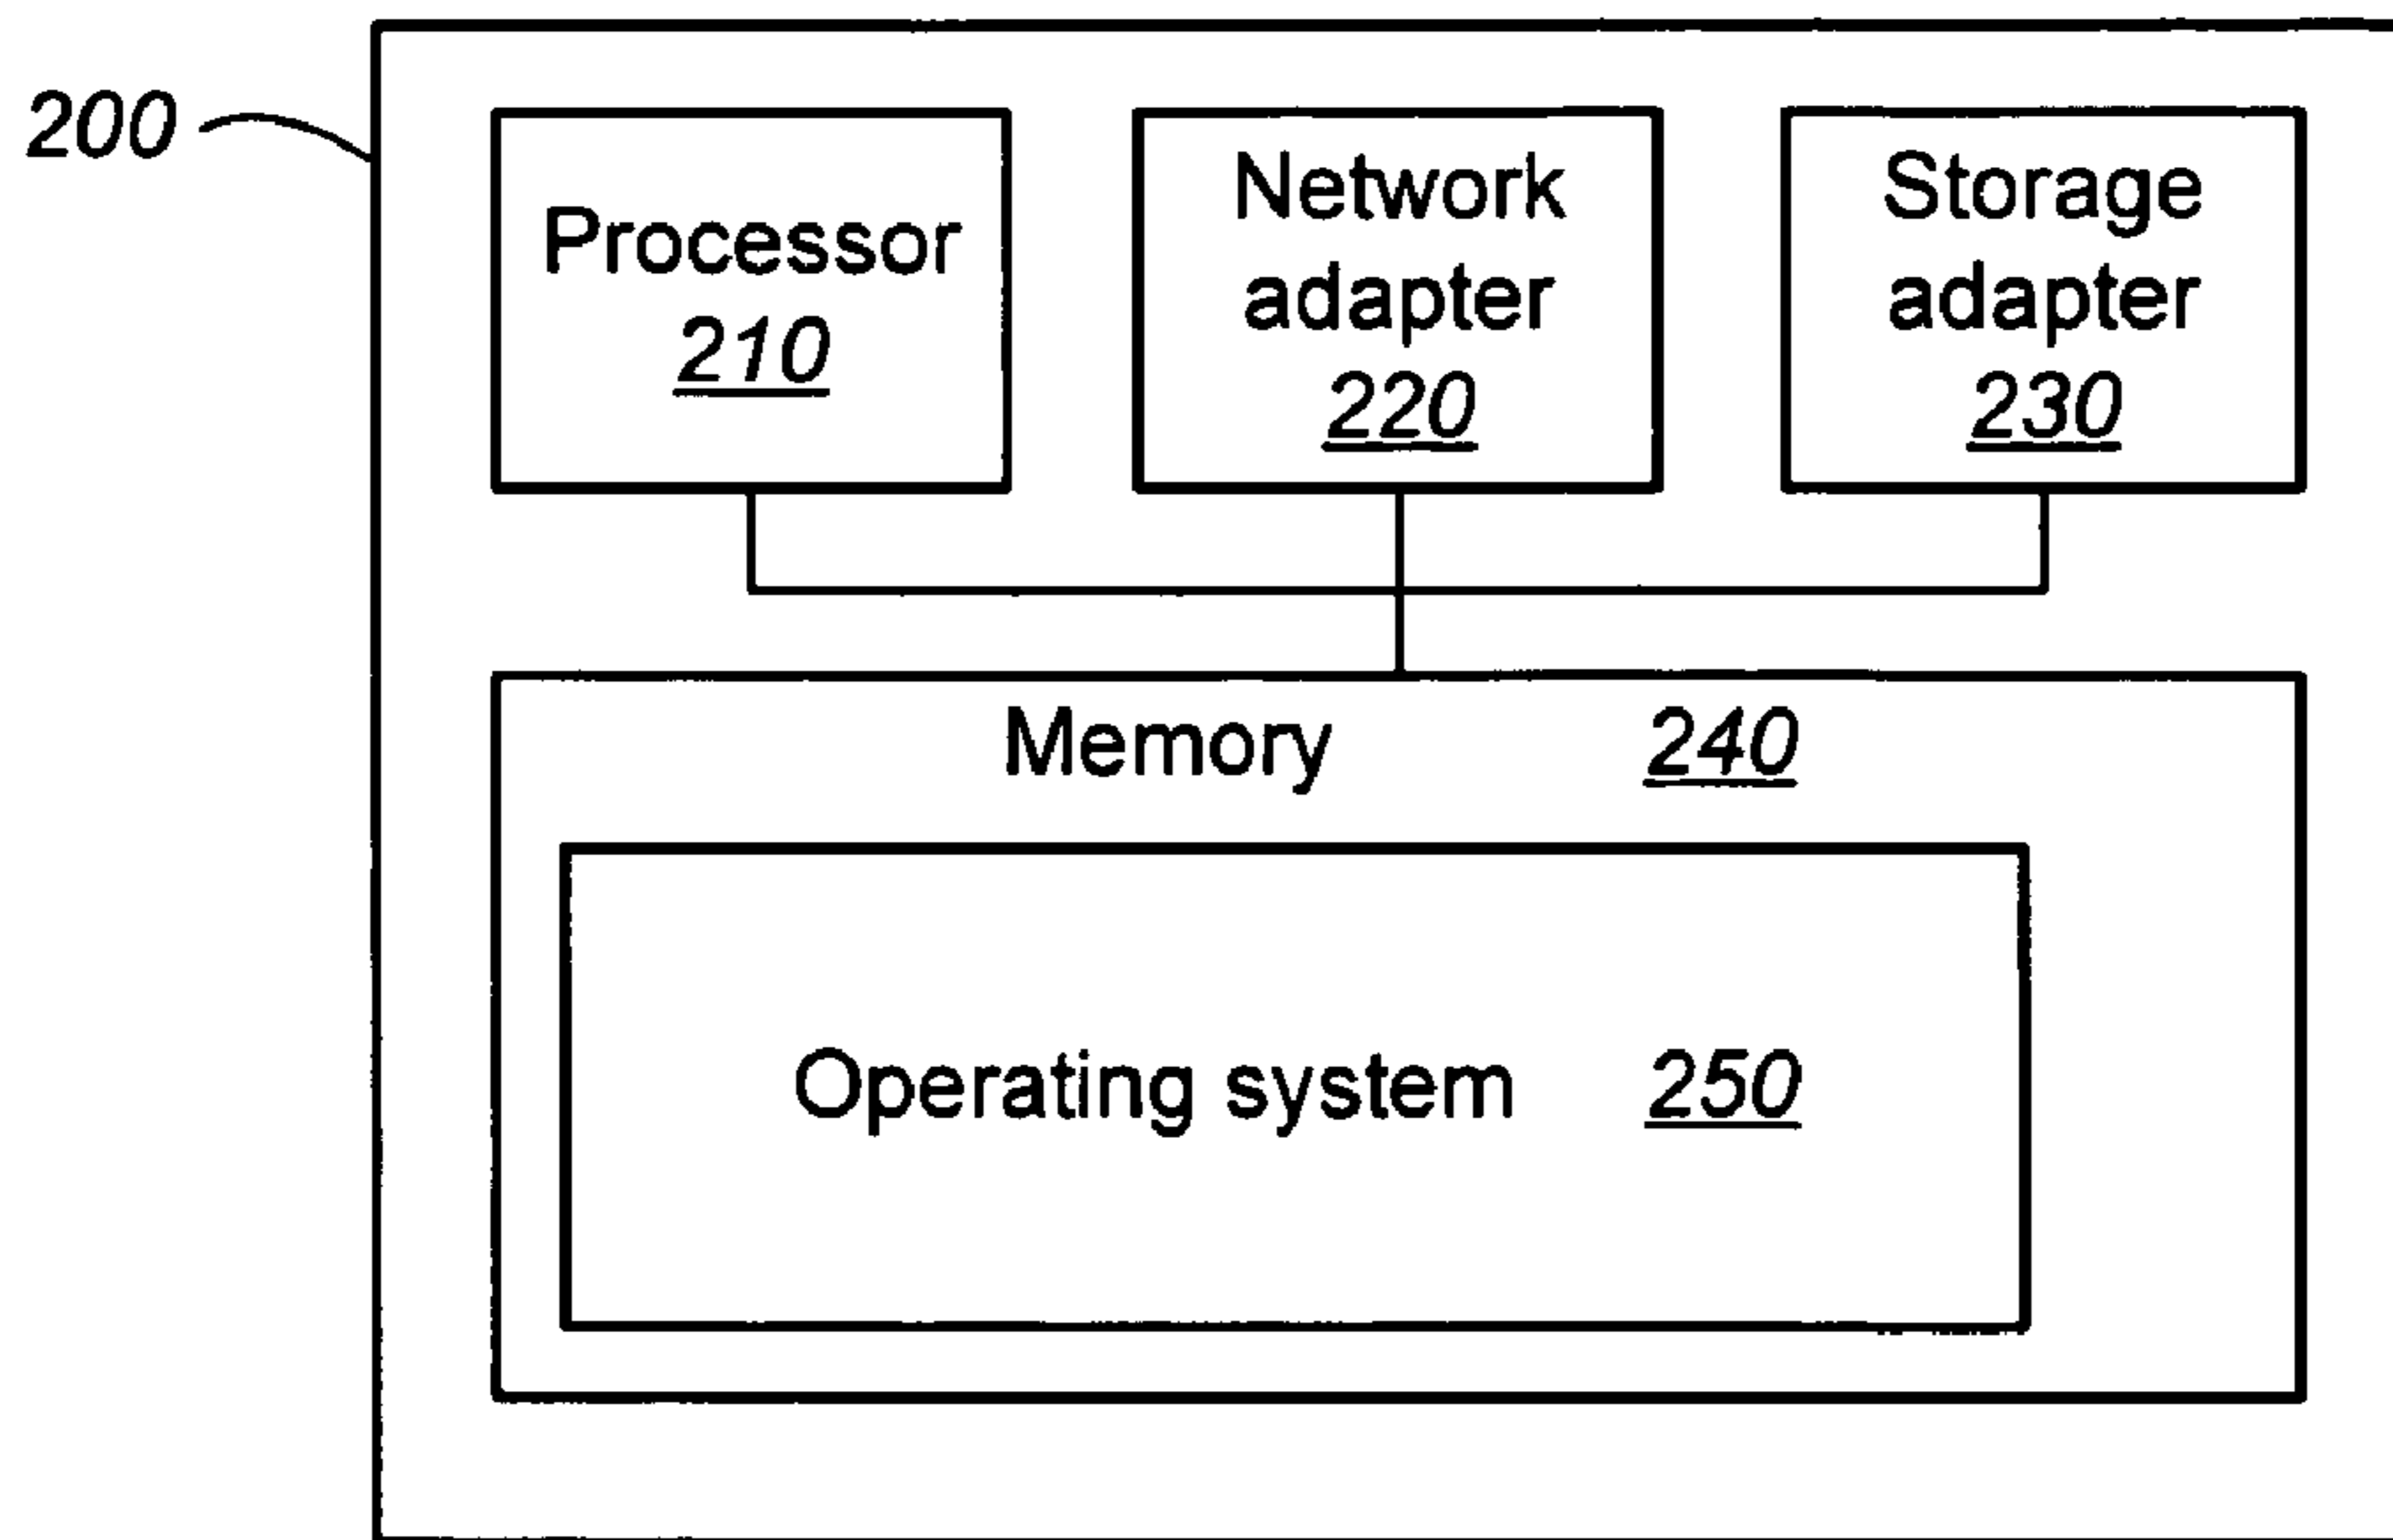 200
Processor
210
Network
adapter
220
Storage
adapter
230
Memory 240
Operating system 250